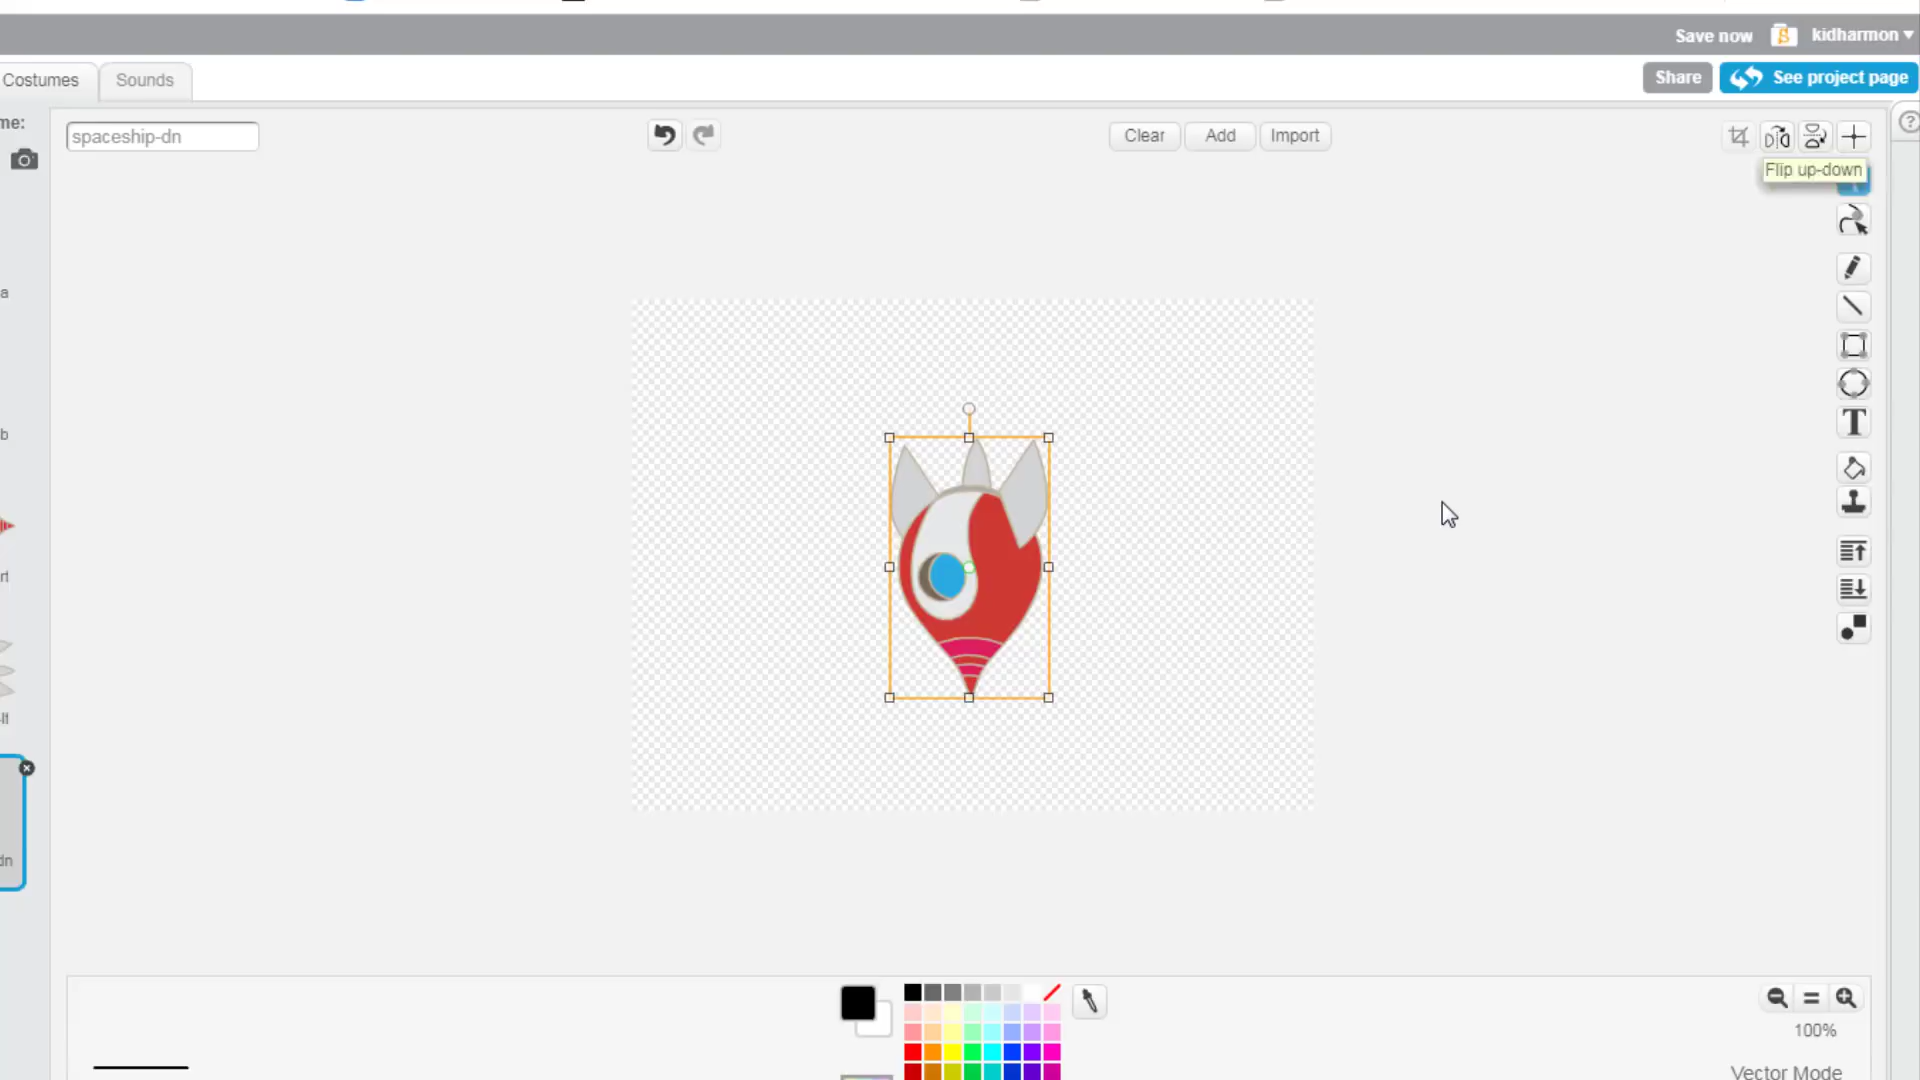 Save now
kidharmon
Costumes
Sounds
Share
See project page
me:
spaceship-dn
Clear
Add
Import
Flip up-down
?
a
b
T
rt
-lf
dn
100%
Vector Mode